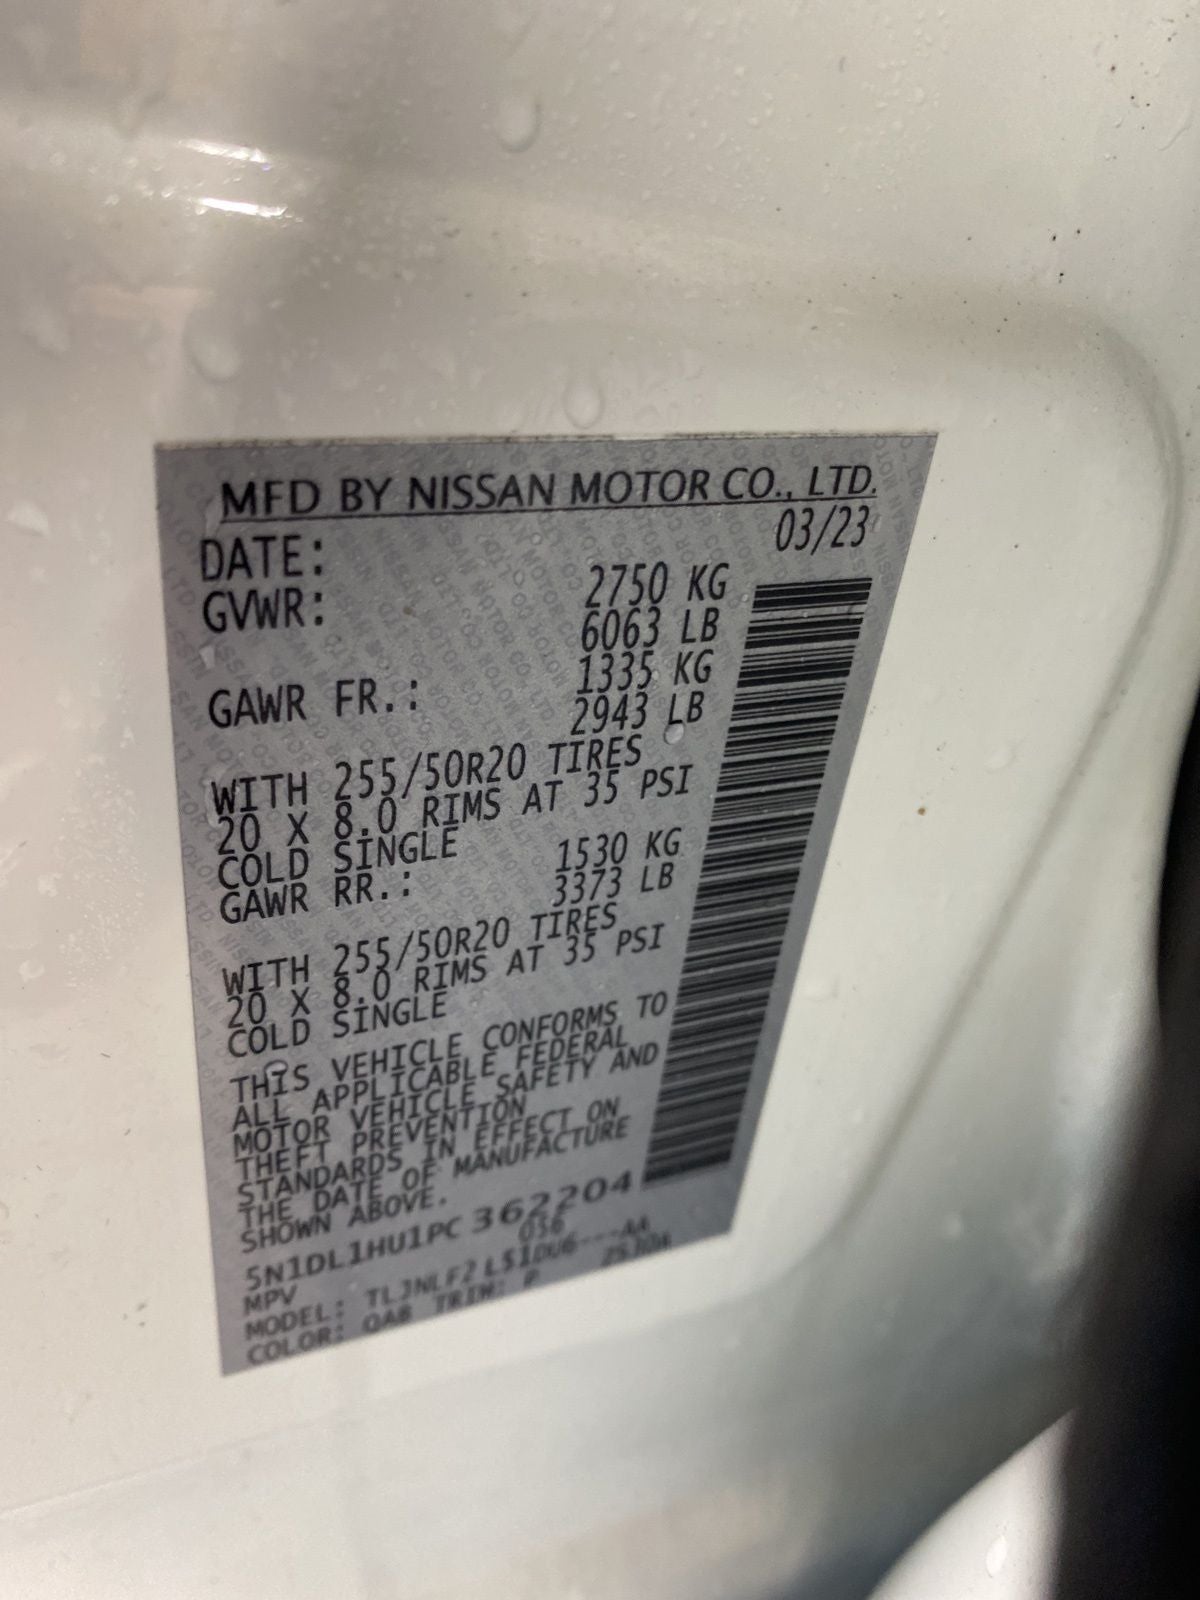 MFD BY NISSAN MOTOR CO., LTD.
DATE: 03/23
GVWR: 2750 KG
6063 LB
GAWR FR.: 1335 KG
2943 LB
WITH 255/50R20 TIRES
20 X 8.0 RIMS AT 35 PSI
COLD SINGLE
GAWR RR.: 1530 KG
3373 LB
WITH 255/50R20 TIRES
20 X 8.0 RIMS AT 35 PSI
COLD SINGLE
THIS VEHICLE CONFORMS TO
ALL APPLICABLE FEDERAL
MOTOR VEHICLE SAFETY AND
THEFT PREVENTION
STANDARDS IN EFFECT ON
THE DATE OF MANUFACTURE
SHOWN ABOVE.
5N1DL1HU1PC 362204
MPV 056
MODEL: TL3NLF2
COLOR: QAB TRIM: P